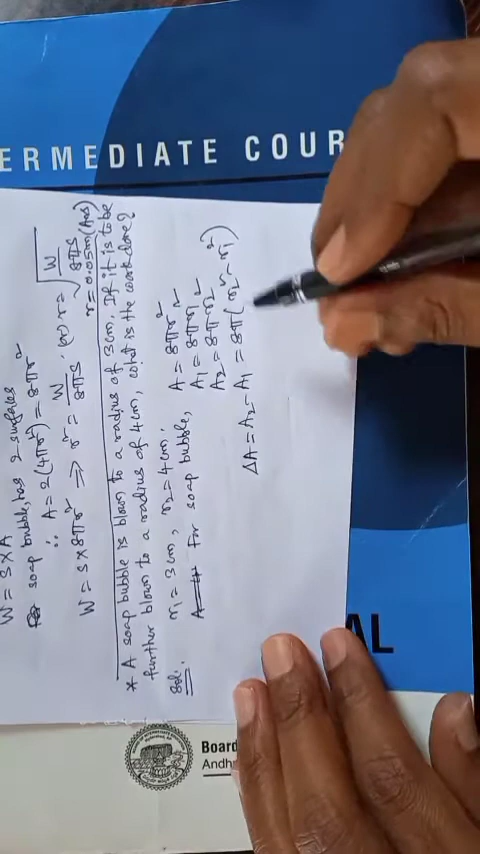 ERMEDIATE COUR
W = S X A
soap bubble, has 2 surfaces
∴ A = 2(4πr²) = 8πr²
W = S x 8πr² ⟹ r² = W/8πS · (or) r = √W/8πS
r = 0.05m (Ans)
* A soap bubble is blown to a radius of 3cm. If it is to be
further blown to a radius of 4cm, what is the work done?
Sol: r₁ = 3cm, r₂ = 4cm.
For soap bubble, A = 8πr²
A₁ = 8πr₁²
A₂ = 8πr₂²
ΔA = A₂ - A₁ = 8π(r₂² - r₁²)
AL
Board
Andhr